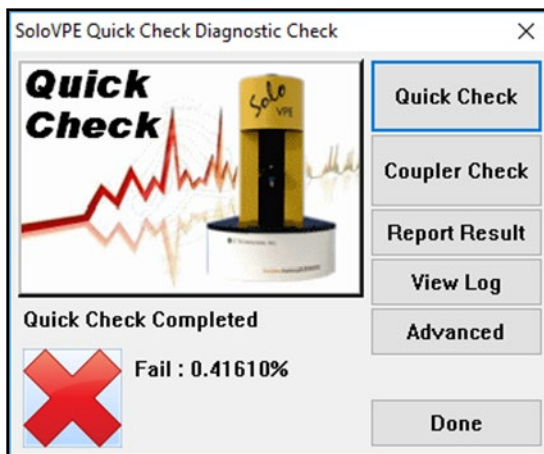 SoloVPE Quick Check Diagnostic Check
Quick
Check
Solo
VPE
Quick Check
Coupler Check
Report Result
View Log
Advanced
Quick Check Completed
Fail : 0.41610%
Done